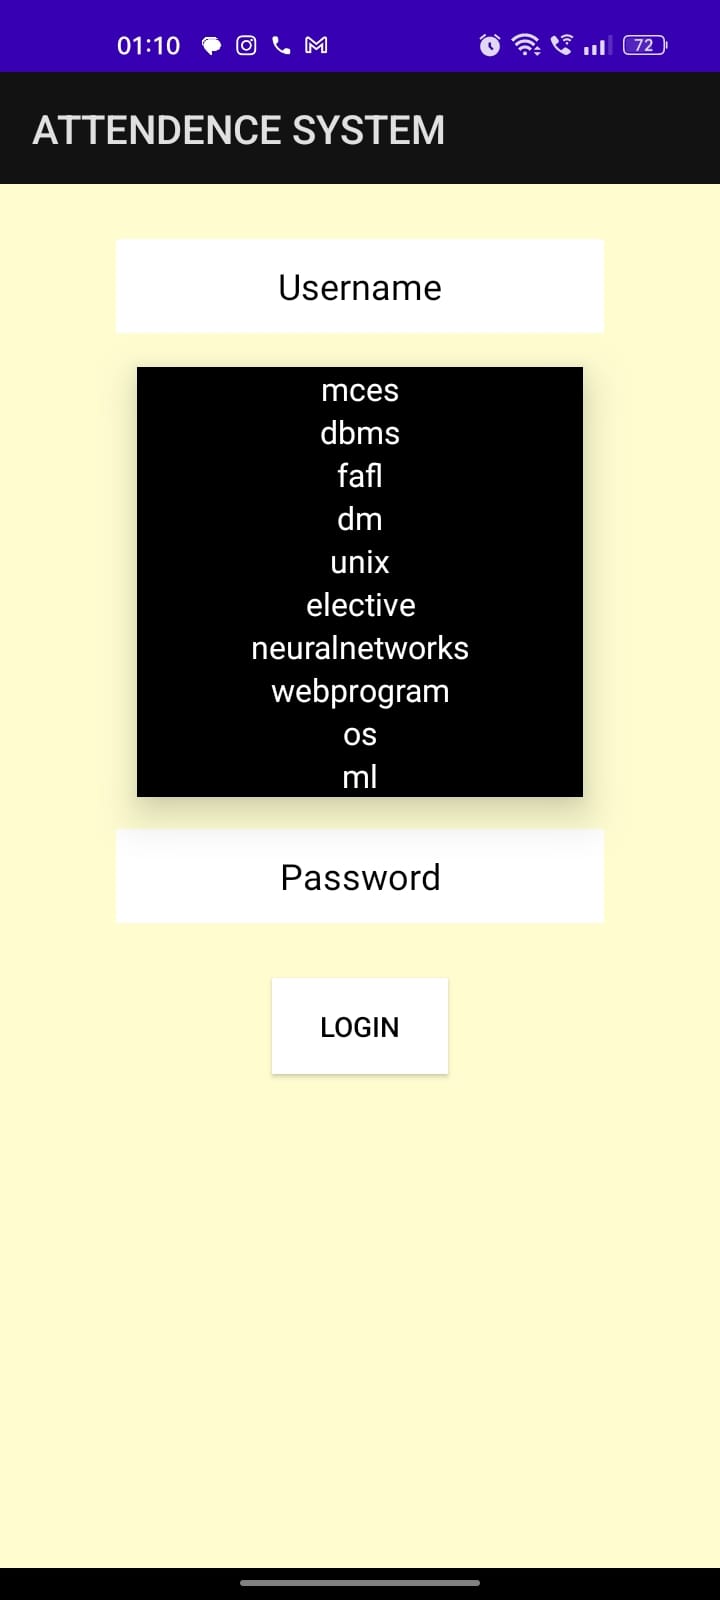 01:10
72
ATTENDENCE SYSTEM
Username
mces
dbms
fafl
dm
unix
elective
neuralnetworks
webprogram
os
ml
Password
LOGIN